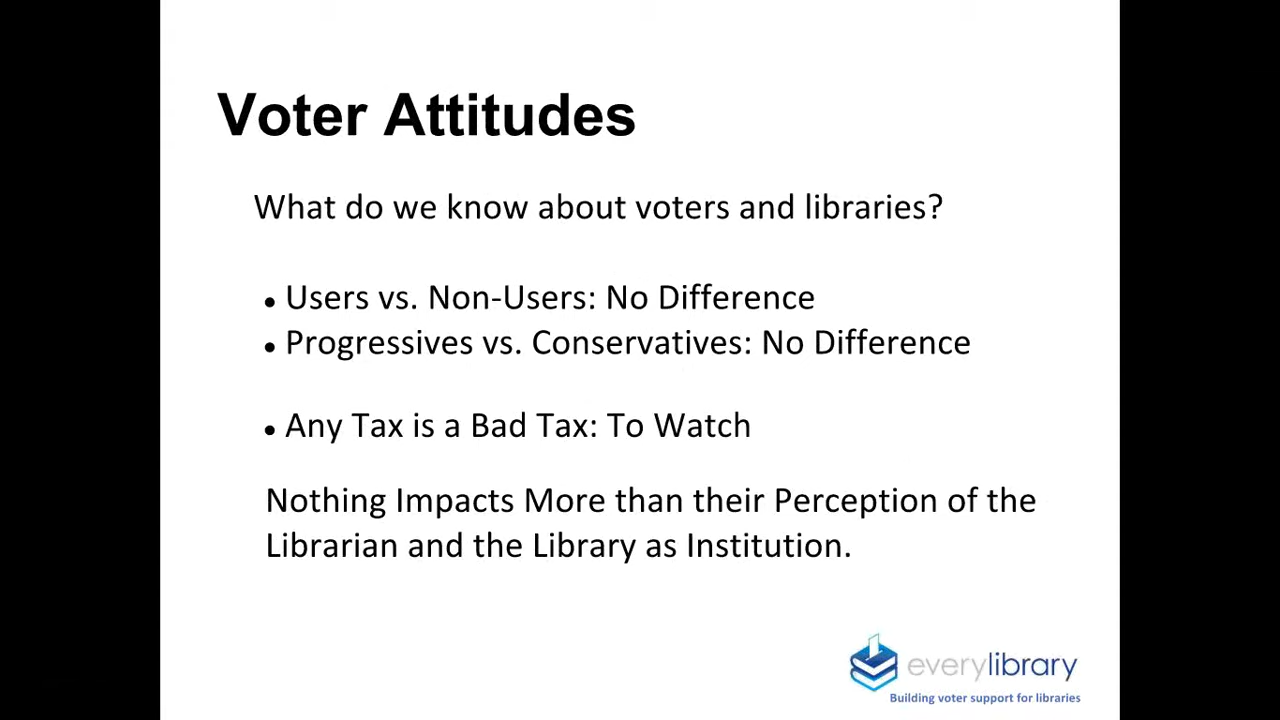 Voter Attitudes
What do we know about voters and libraries?
• Users vs. Non-Users: No Difference
• Progressives vs. Conservatives: No Difference
• Any Tax is a Bad Tax: To Watch
Nothing Impacts More than their Perception of the
Librarian and the Library as Institution.
everylibrary
Building voter support for libraries